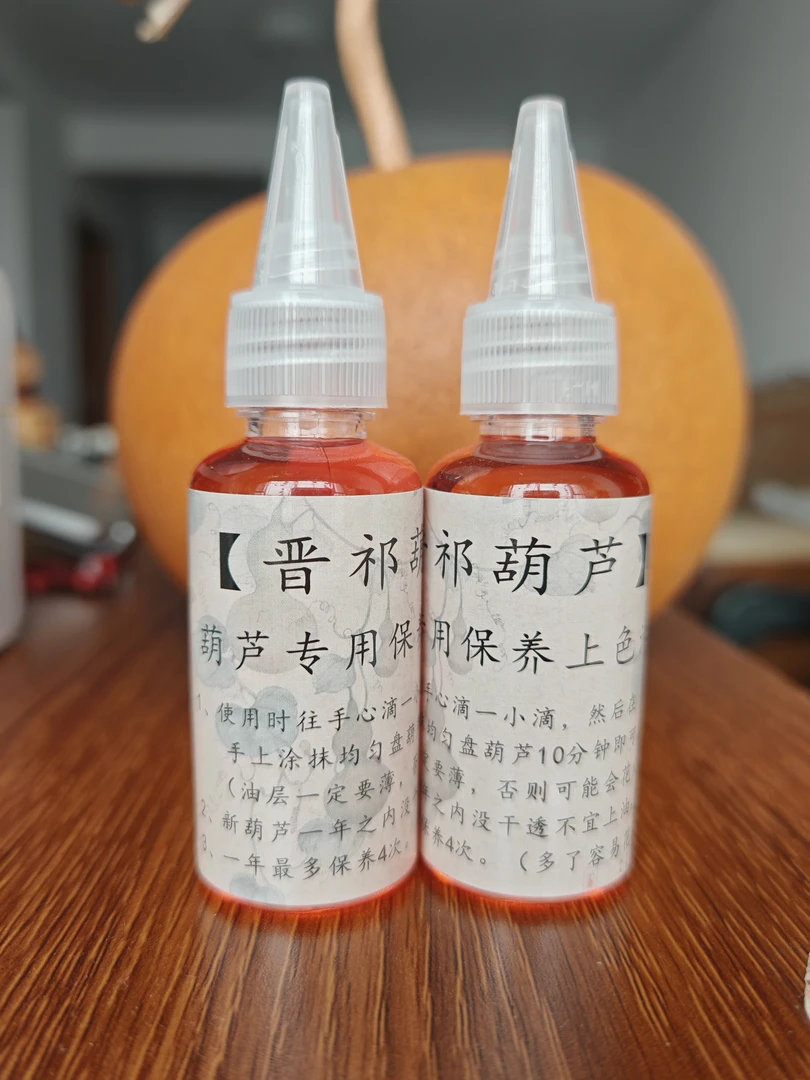 【晋祁葫
葫芦专用保
1、使用时往手心滴一
手上涂抹均匀盘葫
（油层一定要薄，
2、新葫芦一年之内没
3、一年最多保养4次。
祁葫芦】
用保养上色
手心滴一小滴，然后在
均匀盘葫芦10分钟即可
要薄，否则可能会花
年之内没干透不宜上油
养4次。（多了容易